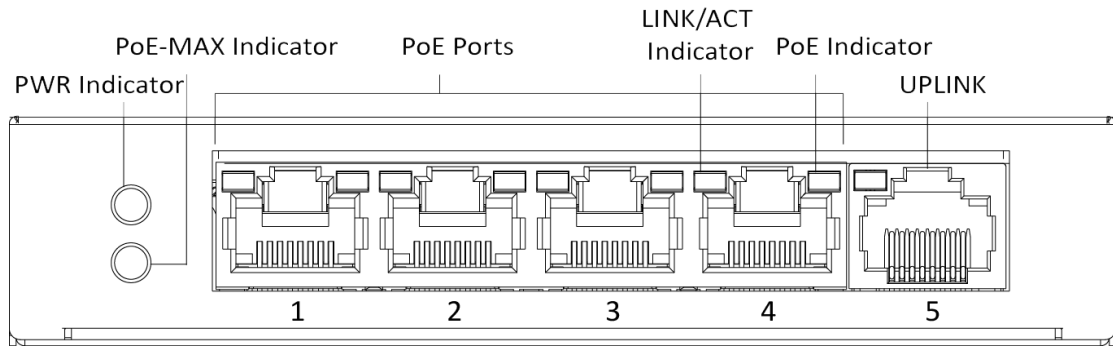 LINK/ACT
Indicator
PoE-MAX Indicator
PoE Ports
PoE Indicator
PWR Indicator
UPLINK
1 2 3 4 5